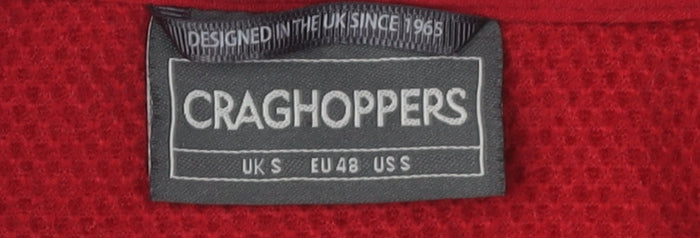 DESIGNED IN THE UK SINCE 1965
CRAGHOPPERS
UK S EU 48 US S